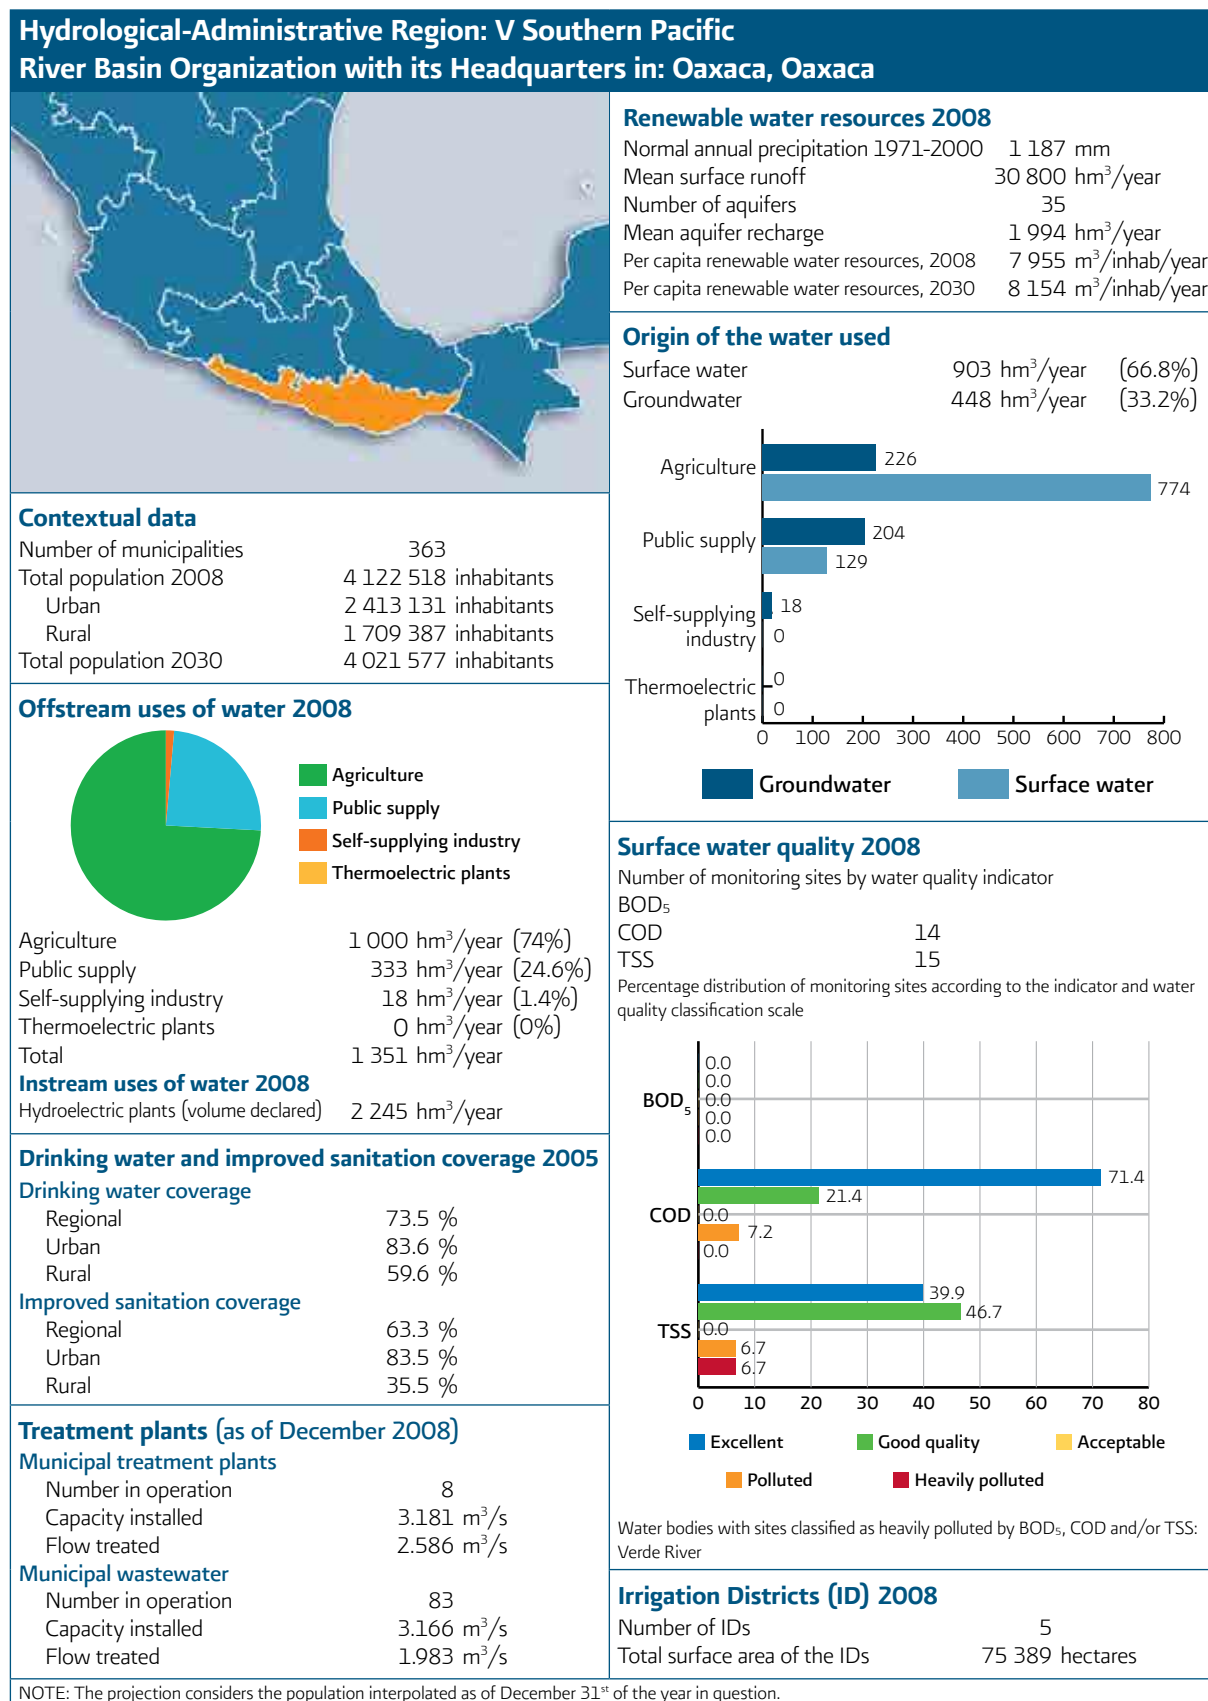 Hydrological-Administrative Region: V Southern Pacific
River Basin Organization with its Headquarters in: Oaxaca, Oaxaca
Contextual data
Number of municipalities 363
Total population 2008 4 122 518 inhabitants
Urban 2 413 131 inhabitants
Rural 1 709 387 inhabitants
Total population 2030 4 021 577 inhabitants
Offstream uses of water 2008
Agriculture
Public supply
Self-supplying industry
Thermoelectric plants
Agriculture 1 000 hm³/year (74%)
Public supply 333 hm³/year (24.6%)
Self-supplying industry 18 hm³/year (1.4%)
Thermoelectric plants 0 hm³/year (0%)
Total 1 351 hm³/year
Instream uses of water 2008
Hydroelectric plants (volume declared) 2 245 hm³/year
Drinking water and improved sanitation coverage 2005
Drinking water coverage
Regional 73.5 %
Urban 83.6 %
Rural 59.6 %
Improved sanitation coverage
Regional 63.3 %
Urban 83.5 %
Rural 35.5 %
Treatment plants (as of December 2008)
Municipal treatment plants
Number in operation 8
Capacity installed 3.181 m³/s
Flow treated 2.586 m³/s
Municipal wastewater
Number in operation 83
Capacity installed 3.166 m³/s
Flow treated 1.983 m³/s
Renewable water resources 2008
Normal annual precipitation 1971-2000 1 187 mm
Mean surface runoff 30 800 hm³/year
Number of aquifers 35
Mean aquifer recharge 1 994 hm³/year
Per capita renewable water resources, 2008 7 955 m³/inhab/year
Per capita renewable water resources, 2030 8 154 m³/inhab/year
Origin of the water used
Surface water 903 hm³/year (66.8%)
Groundwater 448 hm³/year (33.2%)
Agriculture 226
774
Public supply 204
129
Self-supplying industry 18
0
Thermoelectric plants 0
0
0 100 200 300 400 500 600 700 800
Groundwater Surface water
Surface water quality 2008
Number of monitoring sites by water quality indicator
BOD₅
COD 14
TSS 15
Percentage distribution of monitoring sites according to the indicator and water
quality classification scale
BOD₅
0.0
0.0
0.0
0.0
0.0
COD
71.4
21.4
0.0
7.2
0.0
TSS
39.9
46.7
0.0
6.7
6.7
0 10 20 30 40 50 60 70 80
Excellent Good quality Acceptable
Polluted Heavily polluted
Water bodies with sites classified as heavily polluted by BOD₅, COD and/or TSS:
Verde River
Irrigation Districts (ID) 2008
Number of IDs 5
Total surface area of the IDs 75 389 hectares
NOTE: The projection considers the population interpolated as of December 31ˢᵗ of the year in question.